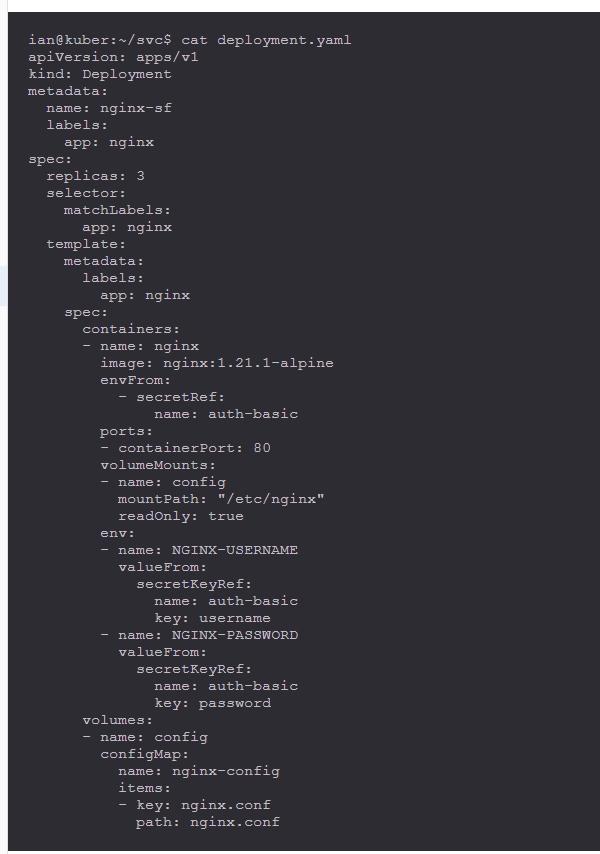 ian@kuber:~/svc$ cat deployment.yaml
apiVersion: apps/v1
kind: Deployment
metadata:
  name: nginx-sf
  labels:
    app: nginx
spec:
  replicas: 3
  selector:
    matchLabels:
      app: nginx
  template:
    metadata:
      labels:
        app: nginx
    spec:
      containers:
      - name: nginx
        image: nginx:1.21.1-alpine
        envFrom:
          - secretRef:
              name: auth-basic
        ports:
        - containerPort: 80
        volumeMounts:
        - name: config
          mountPath: "/etc/nginx"
          readOnly: true
        env:
        - name: NGINX-USERNAME
          valueFrom:
            secretKeyRef:
              name: auth-basic
              key: username
        - name: NGINX-PASSWORD
          valueFrom:
            secretKeyRef:
              name: auth-basic
              key: password
      volumes:
      - name: config
        configMap:
          name: nginx-config
          items:
          - key: nginx.conf
            path: nginx.conf